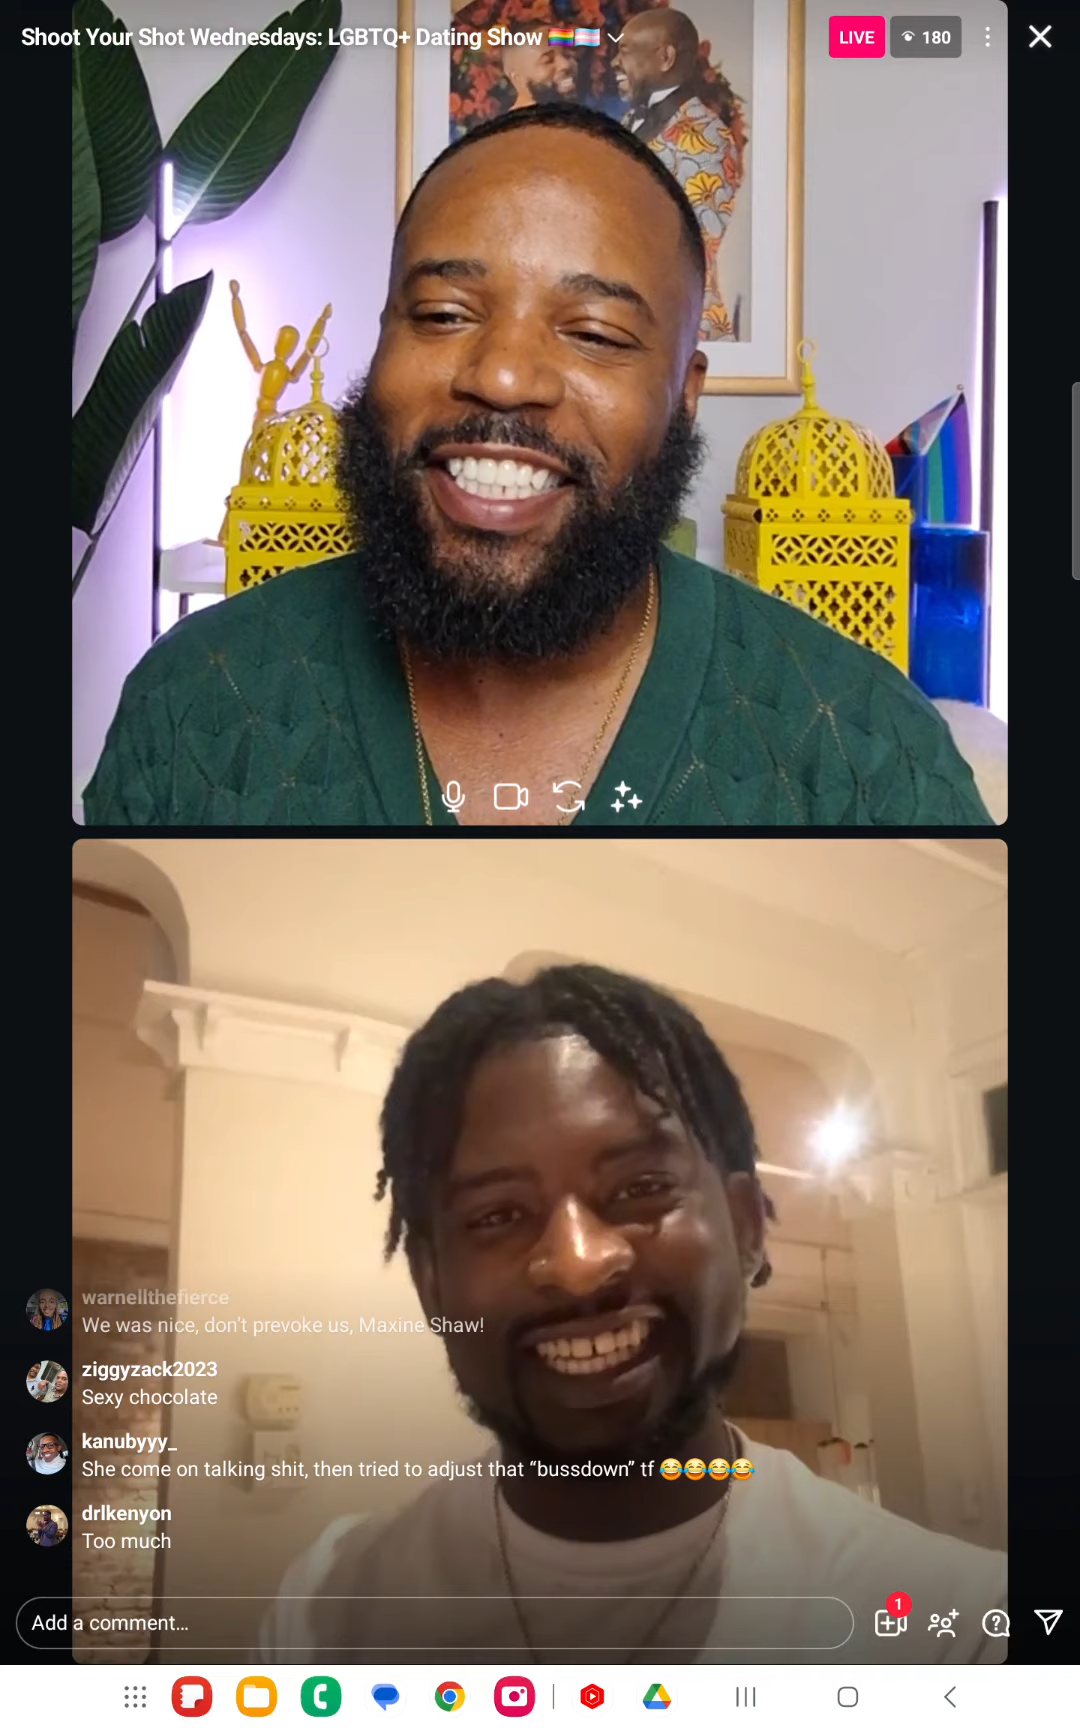 Shoot Your Shot Wednesdays: LGBTQ+ Dating Show 🏳️‍🌈🏳️‍⚧️
LIVE
180
warnellthefierce
We was nice, don't prevoke us, Maxine Shaw!
ziggyzack2023
Sexy chocolate
kanubyyy_
She come on talking shit, then tried to adjust that “bussdown” tf 😂😂😂😂
drlkenyon
Too much
Add a comment...
1